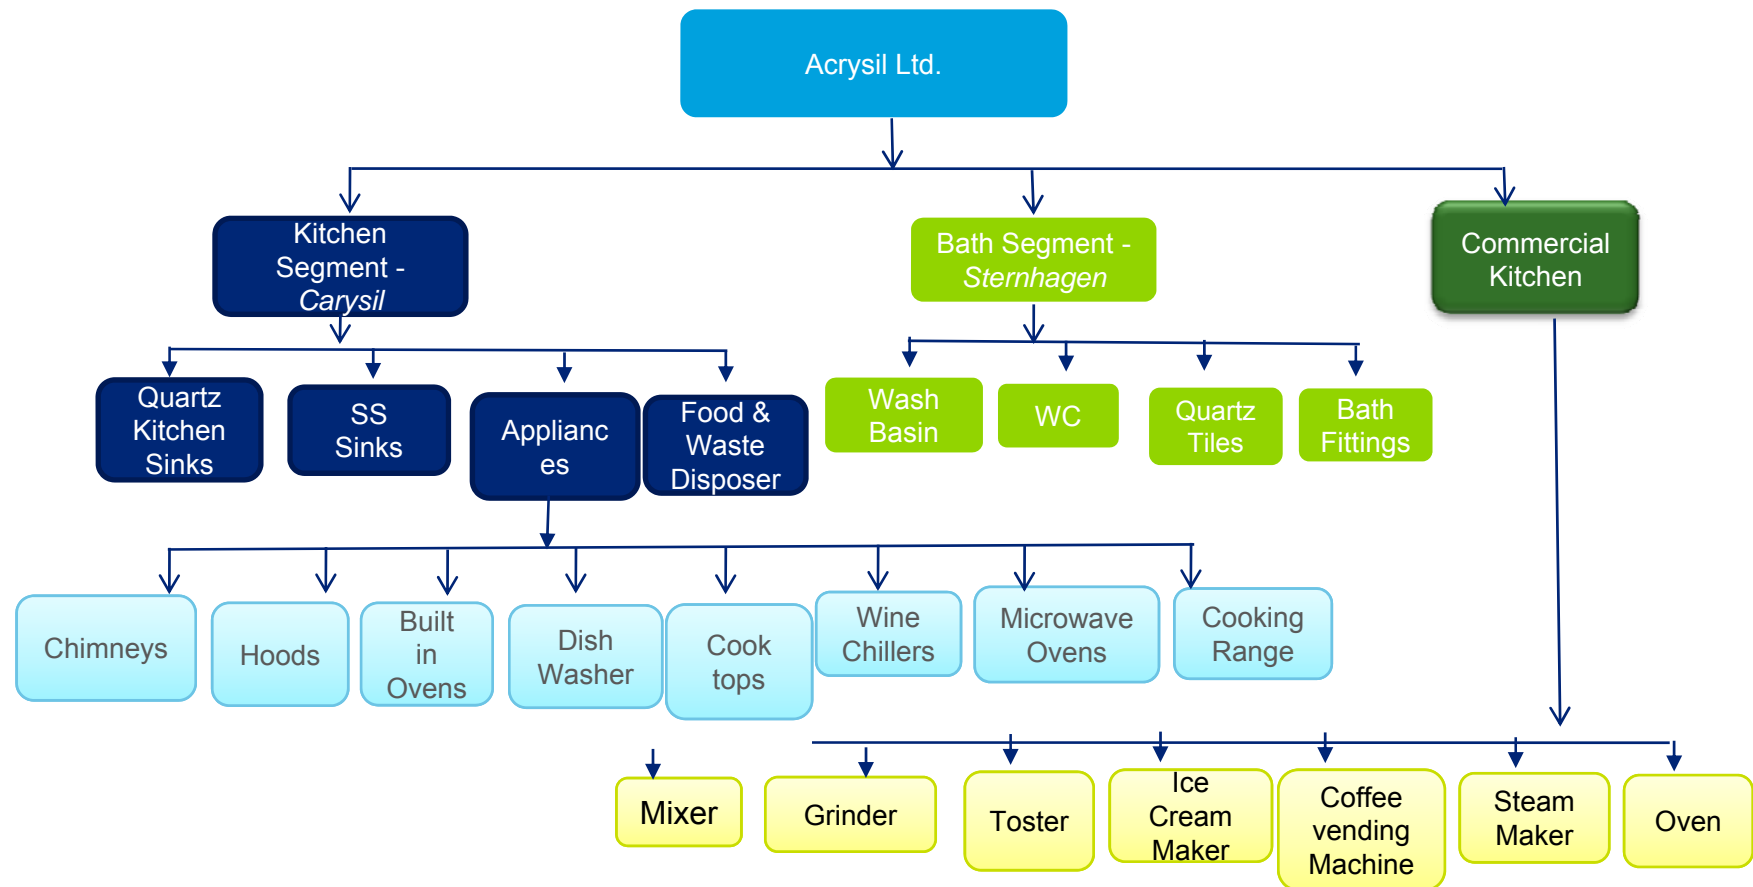 Acrysil Ltd.
Kitchen
Segment -
Carysil
Bath Segment -
Sternhagen
Commercial
Kitchen
Quartz
Kitchen
Sinks
SS
Sinks
Applianc
es
Food &
Waste
Disposer
Wash
Basin
WC
Quartz
Tiles
Bath
Fittings
Chimneys
Hoods
Built
in
Ovens
Dish
Washer
Cook
tops
Wine
Chillers
Microwave
Ovens
Cooking
Range
Mixer
Grinder
Toster
Ice
Cream
Maker
Coffee
vending
Machine
Steam
Maker
Oven